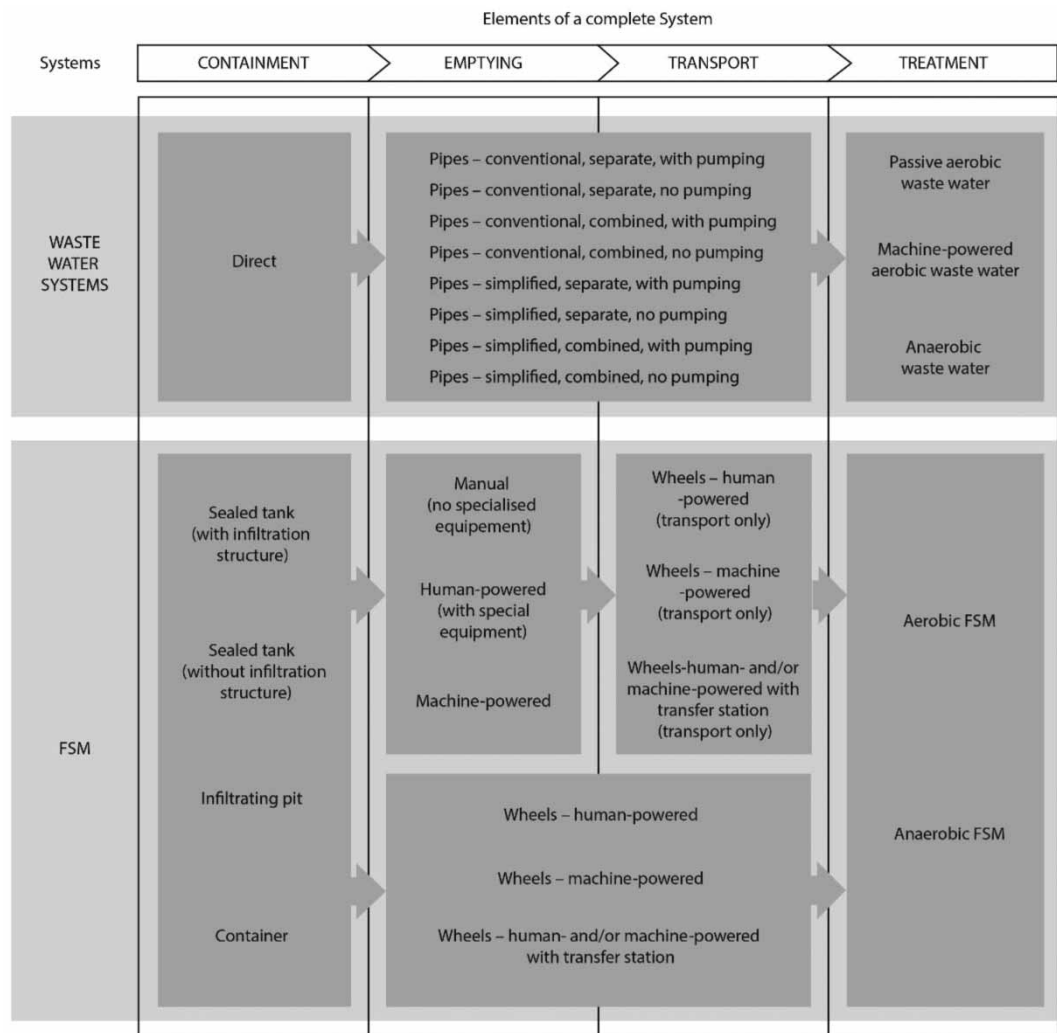 Elements of a complete System
Systems
CONTAINMENT
EMPTYING
TRANSPORT
TREATMENT
WASTE
WATER
SYSTEMS
Direct
Pipes – conventional, separate, with pumping
Pipes – conventional, separate, no pumping
Pipes – conventional, combined, with pumping
Pipes – conventional, combined, no pumping
Pipes – simplified, separate, with pumping
Pipes – simplified, separate, no pumping
Pipes – simplified, combined, with pumping
Pipes – simplified, combined, no pumping
Passive aerobic
waste water
Machine-powered
aerobic waste water
Anaerobic
waste water
FSM
Sealed tank
(with infiltration
structure)
Sealed tank
(without infiltration
structure)
Infiltrating pit
Container
Manual
(no specialised
equipement)
Human-powered
(with special
equipment)
Machine-powered
Wheels – human
-powered
(transport only)
Wheels – machine
-powered
(transport only)
Wheels-human- and/or
machine-powered with
transfer station
(transport only)
Wheels – human-powered
Wheels – machine-powered
Wheels – human- and/or machine-powered
with transfer station
Aerobic FSM
Anaerobic FSM